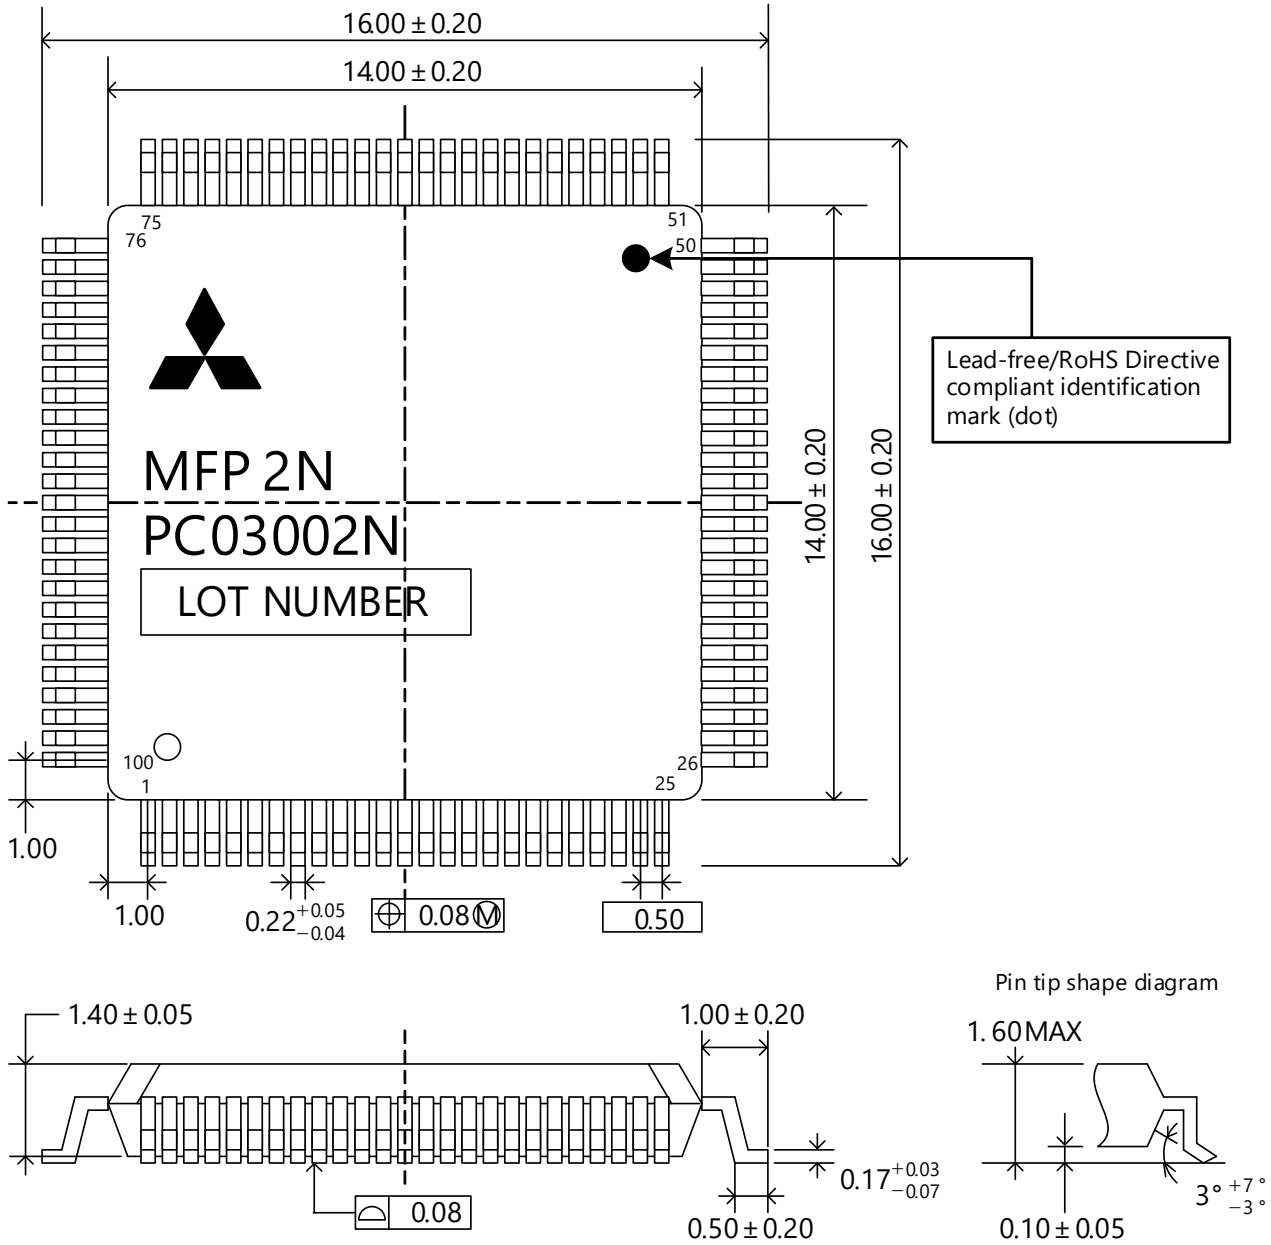 16.00 ± 0.20
14.00 ± 0.20
75
51
76
50
Lead-free/RoHS Directive
compliant identification
mark (dot)
14.00 ± 0.20
16.00 ± 0.20
MFP 2N
PC03002N
LOT NUMBER
100
26
1
25
1.00
1.00
0.22 +0.05 −0.04
0.08 Ⓜ
0.50
Pin tip shape diagram
1.40 ± 0.05
1.00 ± 0.20
1. 60MAX
0.17 +0.03 −0.07
3° +7 ° −3 °
0.08
0.50 ± 0.20
0.10 ± 0.05